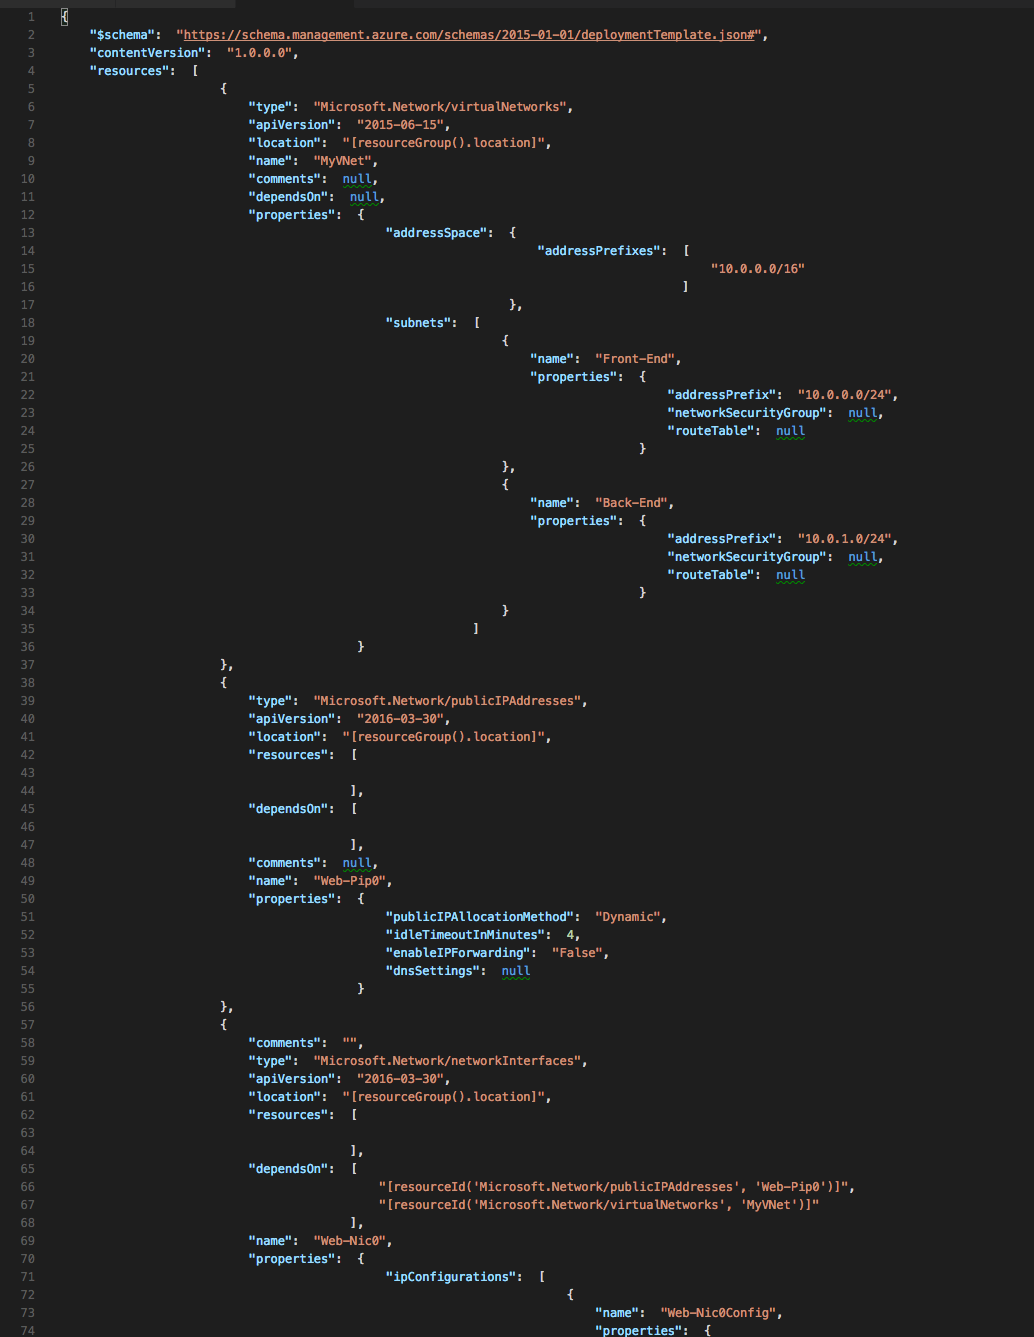 1 {
2 "$schema": "https://schema.management.azure.com/schemas/2015-01-01/deploymentTemplate.json#",
3 "contentVersion": "1.0.0.0",
4 "resources": [
5 {
6 "type": "Microsoft.Network/virtualNetworks",
7 "apiVersion": "2015-06-15",
8 "location": "[resourceGroup().location]",
9 "name": "MyVNet",
10 "comments": null,
11 "dependsOn": null,
12 "properties": {
13 "addressSpace": {
14 "addressPrefixes": [
15 "10.0.0.0/16"
16 ]
17 },
18 "subnets": [
19 {
20 "name": "Front-End",
21 "properties": {
22 "addressPrefix": "10.0.0.0/24",
23 "networkSecurityGroup": null,
24 "routeTable": null
25 }
26 },
27 {
28 "name": "Back-End",
29 "properties": {
30 "addressPrefix": "10.0.1.0/24",
31 "networkSecurityGroup": null,
32 "routeTable": null
33 }
34 }
35 ]
36 }
37 },
38 {
39 "type": "Microsoft.Network/publicIPAddresses",
40 "apiVersion": "2016-03-30",
41 "location": "[resourceGroup().location]",
42 "resources": [
43
44 ],
45 "dependsOn": [
46
47 ],
48 "comments": null,
49 "name": "Web-Pip0",
50 "properties": {
51 "publicIPAllocationMethod": "Dynamic",
52 "idleTimeoutInMinutes": 4,
53 "enableIPForwarding": "False",
54 "dnsSettings": null
55 }
56 },
57 {
58 "comments": "",
59 "type": "Microsoft.Network/networkInterfaces",
60 "apiVersion": "2016-03-30",
61 "location": "[resourceGroup().location]",
62 "resources": [
63
64 ],
65 "dependsOn": [
66 "[resourceId('Microsoft.Network/publicIPAddresses', 'Web-Pip0')]",
67 "[resourceId('Microsoft.Network/virtualNetworks', 'MyVNet')]"
68 ],
69 "name": "Web-Nic0",
70 "properties": {
71 "ipConfigurations": [
72 {
73 "name": "Web-Nic0Config",
74 "properties": {